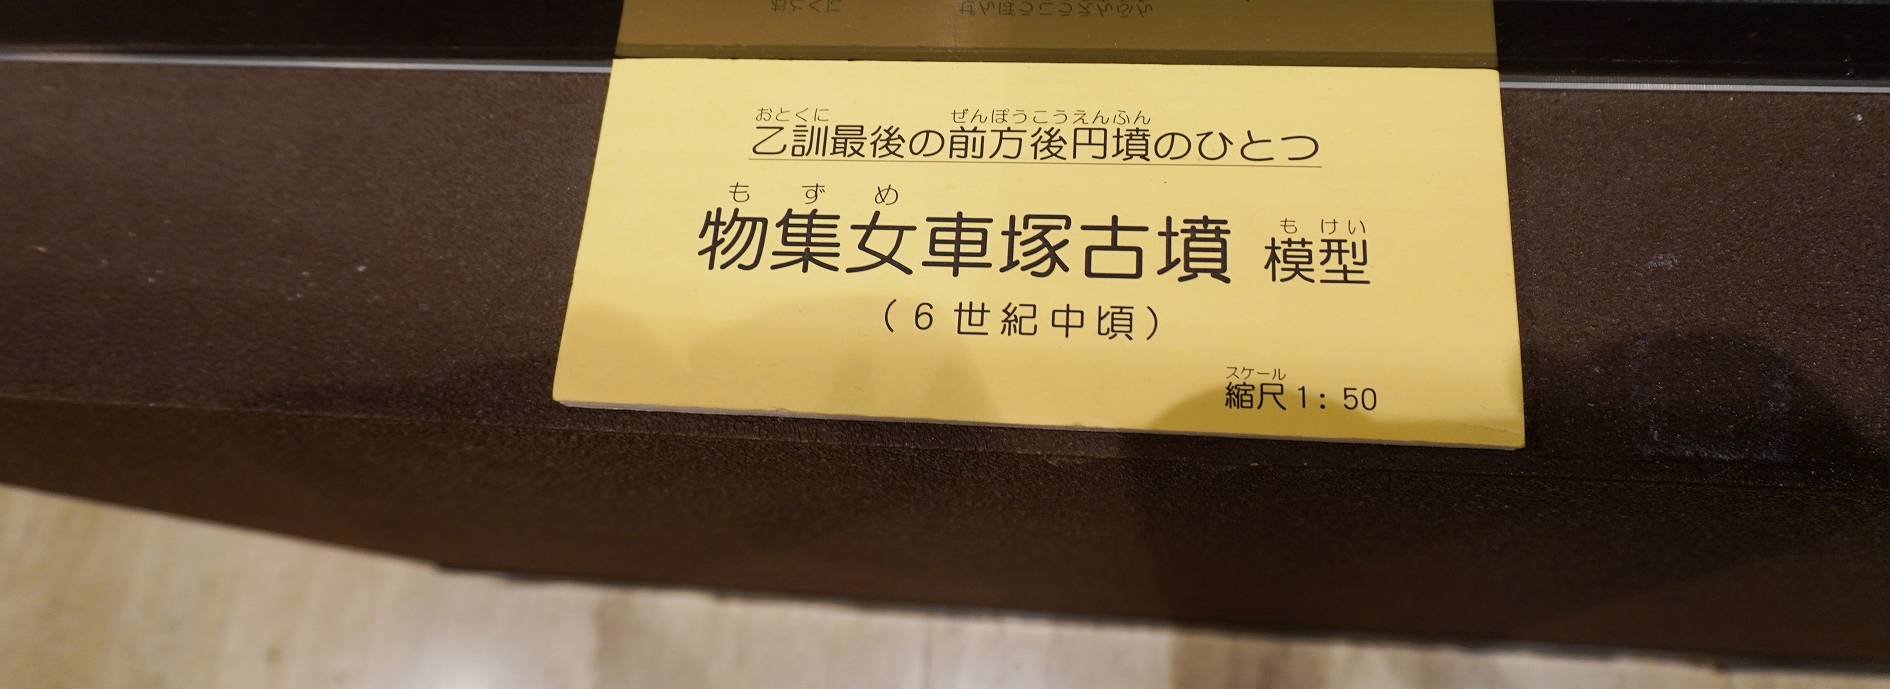 おとくに ぜんぽうこうえんふん
乙訓最後の前方後円墳のひとつ
も ず め
物集女車塚古墳 模型
も けい
(6世紀中頃)
スケール
縮尺1:50